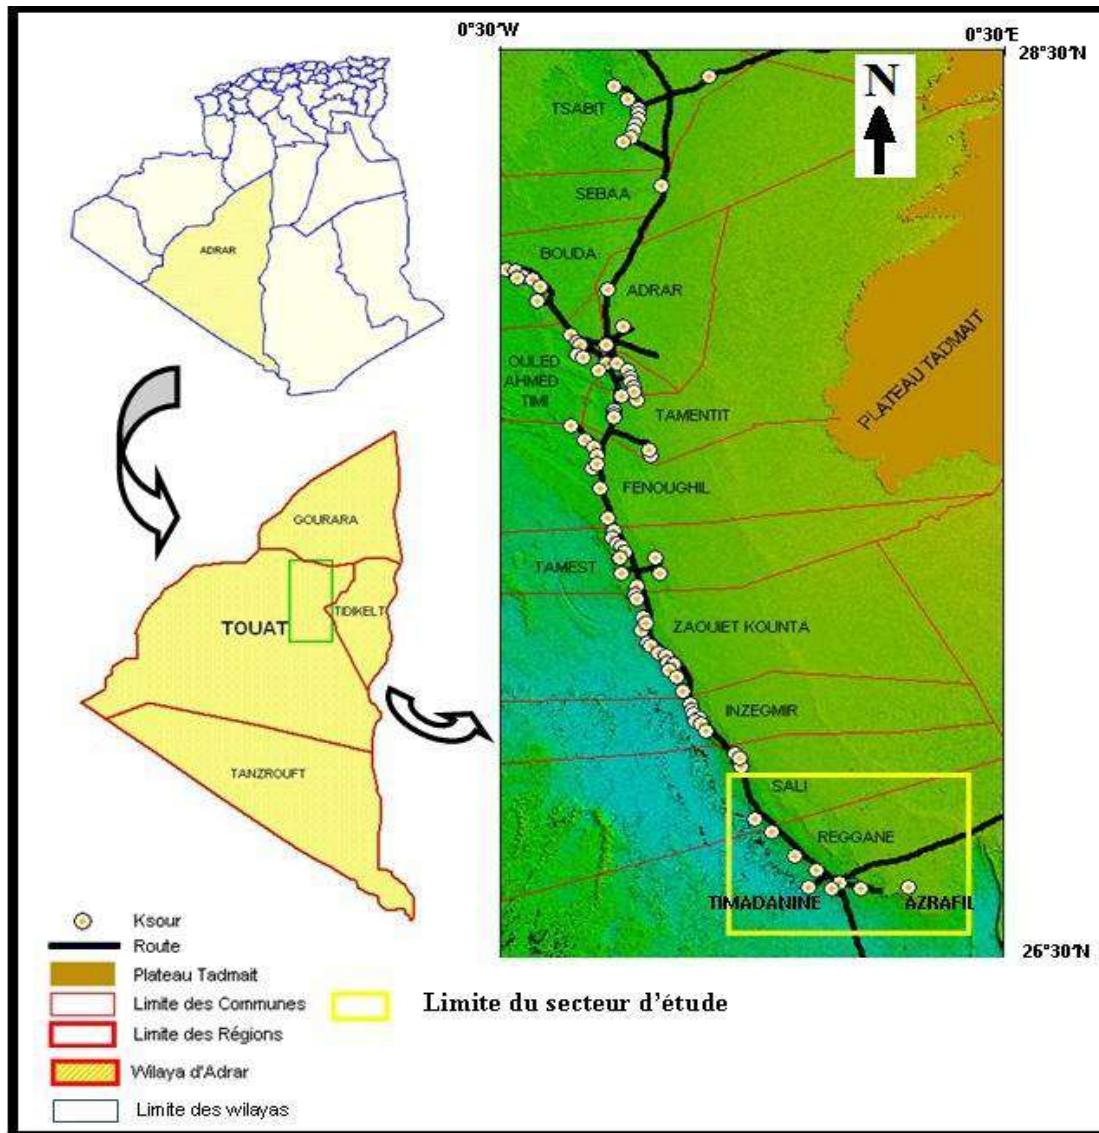 0°30'W
0°30'E
28°30'N
N
TSABIT
SEBAA
BOUDA
ADRAR
ADRAR
OULED
AHMED
TIMI
PLATEAU TADMAIT
TAMENTIT
FENOUGHIL
GOURARA
TAMEST
TOUAT
TIDIKELT
ZAOUIET KOUNTA
INZEGMIR
TANZROUFT
SALI
REGGANE
TIMADANINE
AZRAFIL
26°30'N
Ksour
Route
Plateau Tadmait
Limite des Communes
Limite du secteur d'étude
Limite des Régions
Wilaya d'Adrar
Limite des wilayas